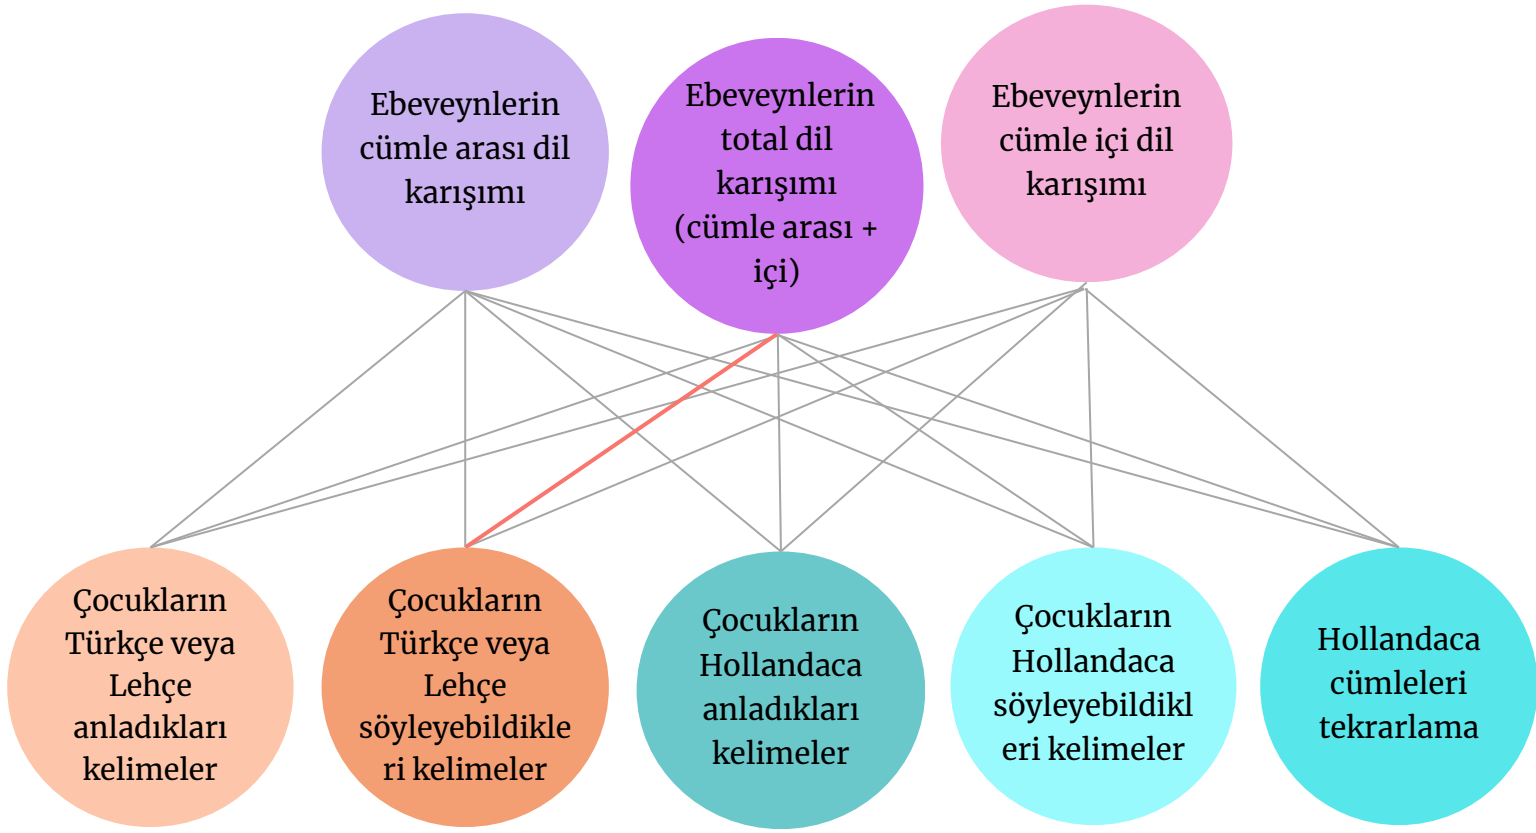 Ebeveynlerin
cümle arası dil
karışımı
Ebeveynlerin
total dil
karışımı
(cümle arası +
içi)
Ebeveynlerin
cümle içi dil
karışımı
Çocukların
Türkçe veya
Lehçe
anladıkları
kelimeler
Çocukların
Türkçe veya
Lehçe
söyleyebildikle
ri kelimeler
Çocukların
Hollandaca
anladıkları
kelimeler
Çocukların
Hollandaca
söyleyebildikl
eri kelimeler
Hollandaca
cümleleri
tekrarlama